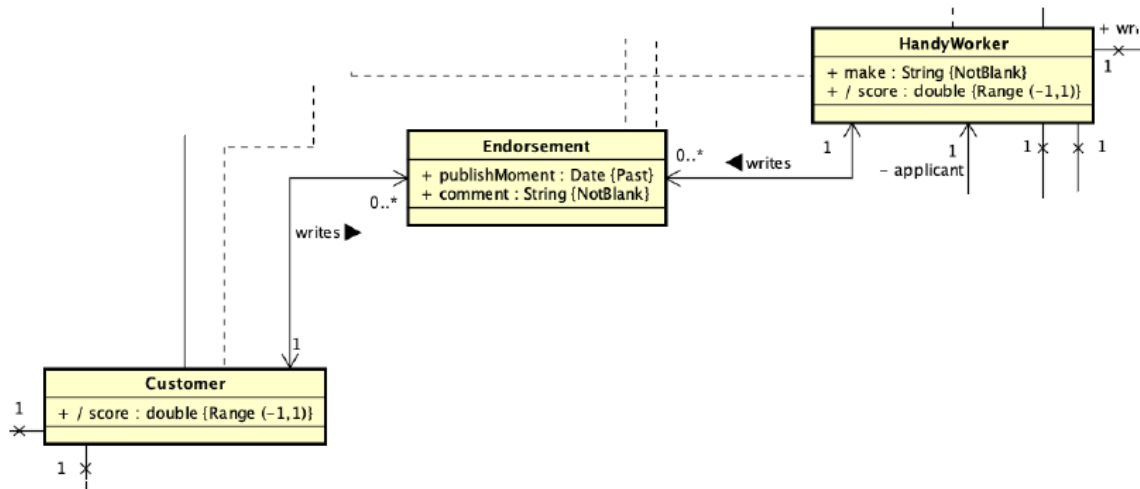 HandyWorker
+ make : String {NotBlank}
+ / score : double {Range (-1,1)}
+
1
Endorsement
+ publishMoment : Date {Past}
+ comment : String {NotBlank}
0..*
writes
1
1
- applicant
1
1
0..*
writes
1
Customer
+ / score : double {Range (-1,1)}
1
1